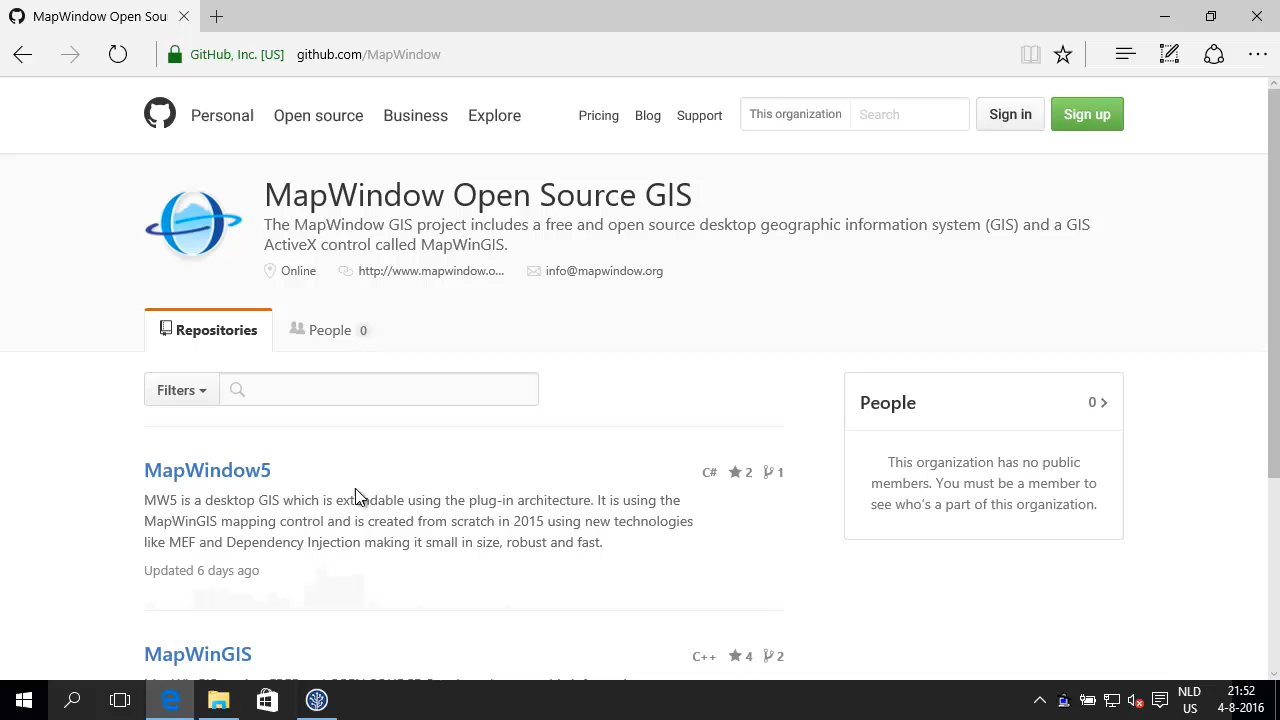 MapWindow Open Sou
GitHub, Inc. [US] github.com/MapWindow
Personal Open source Business Explore Pricing Blog Support This organization Search Sign in Sign up
MapWindow Open Source GIS
The MapWindow GIS project includes a free and open source desktop geographic information system (GIS) and a GIS
ActiveX control called MapWinGIS.
Online http://www.mapwindow.o... info@mapwindow.org
Repositories People 0
Filters
People 0
This organization has no public
members. You must be a member to
see who's a part of this organization.
MapWindow5 C# 2 1
MW5 is a desktop GIS which is extendable using the plug-in architecture. It is using the
MapWinGIS mapping control and is created from scratch in 2015 using new technologies
like MEF and Dependency Injection making it small in size, robust and fast.
Updated 6 days ago
MapWinGIS C++ 4 2
NLD 21:52
US 4-8-2016